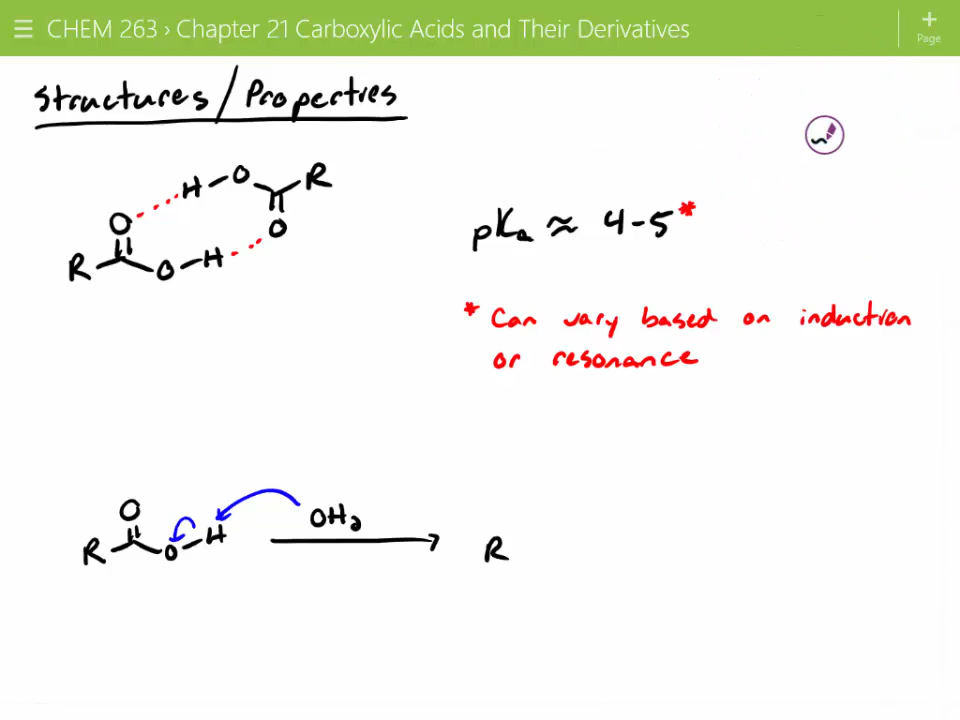 ☰ CHEM 263 › Chapter 21 Carboxylic Acids and Their Derivatives
+
Page
Structures/Properties
H O R
O O
R O H
pKa ≈ 4-5*
* Can vary based on induction
or resonance
O
R O H OH2 → R